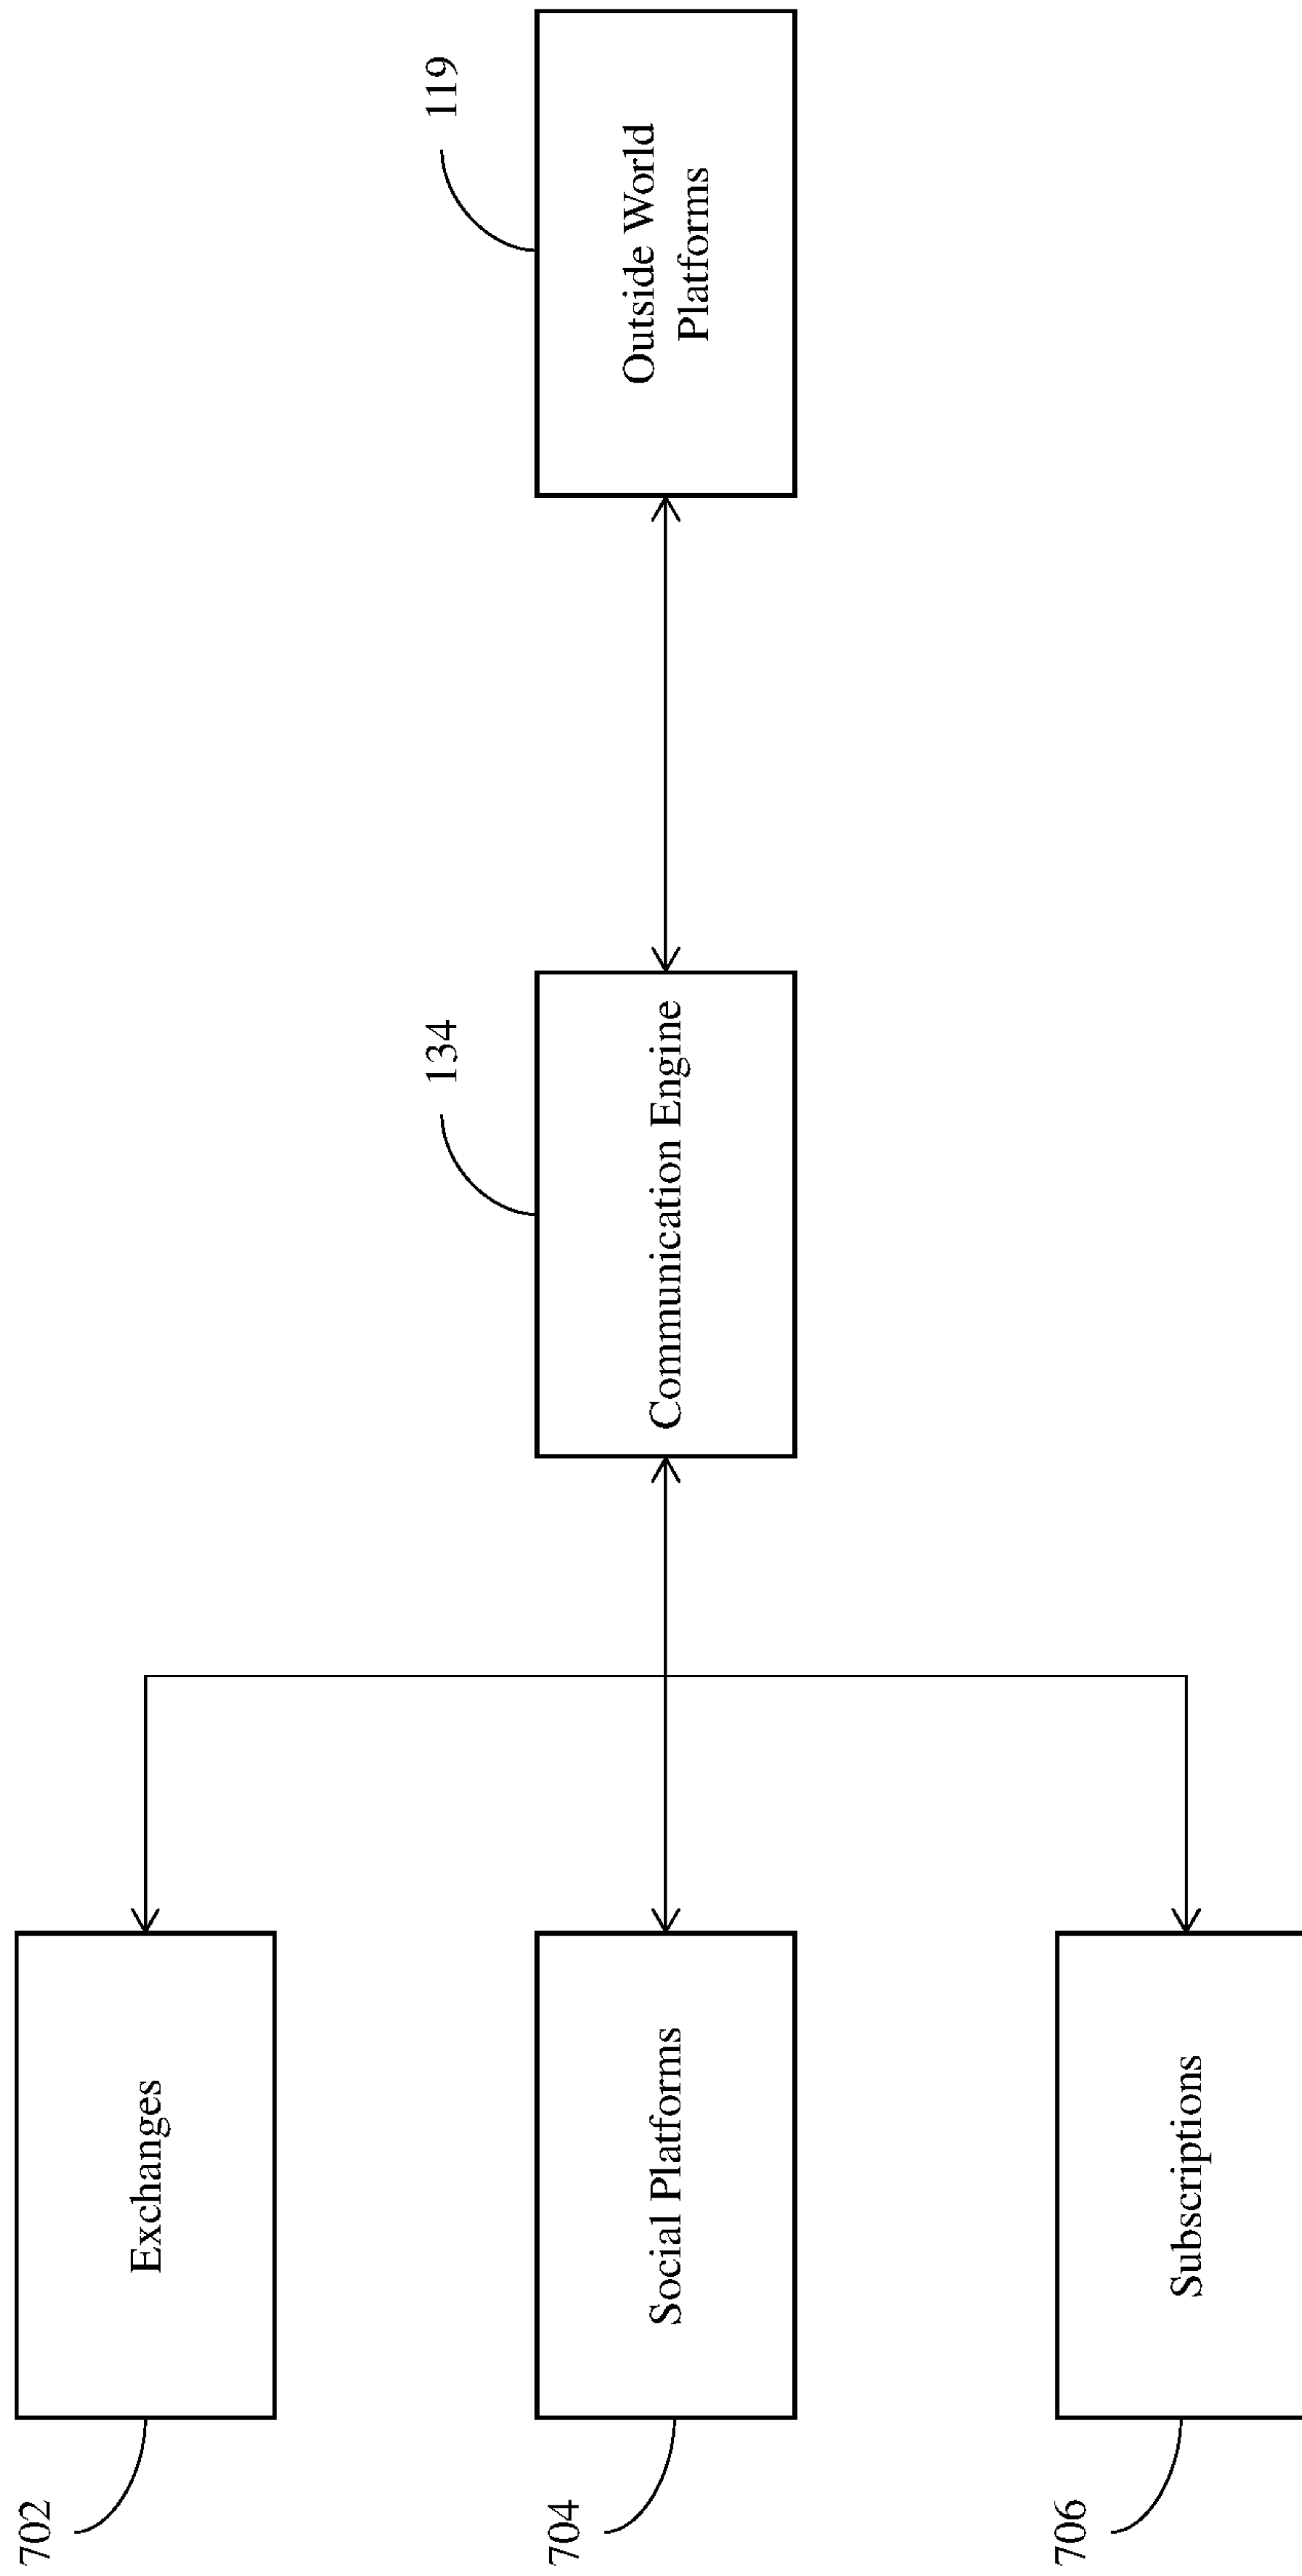 702
Exchanges
704
Social Platforms
706
Subscriptions
134
Communication Engine
119
Outside World
Platforms